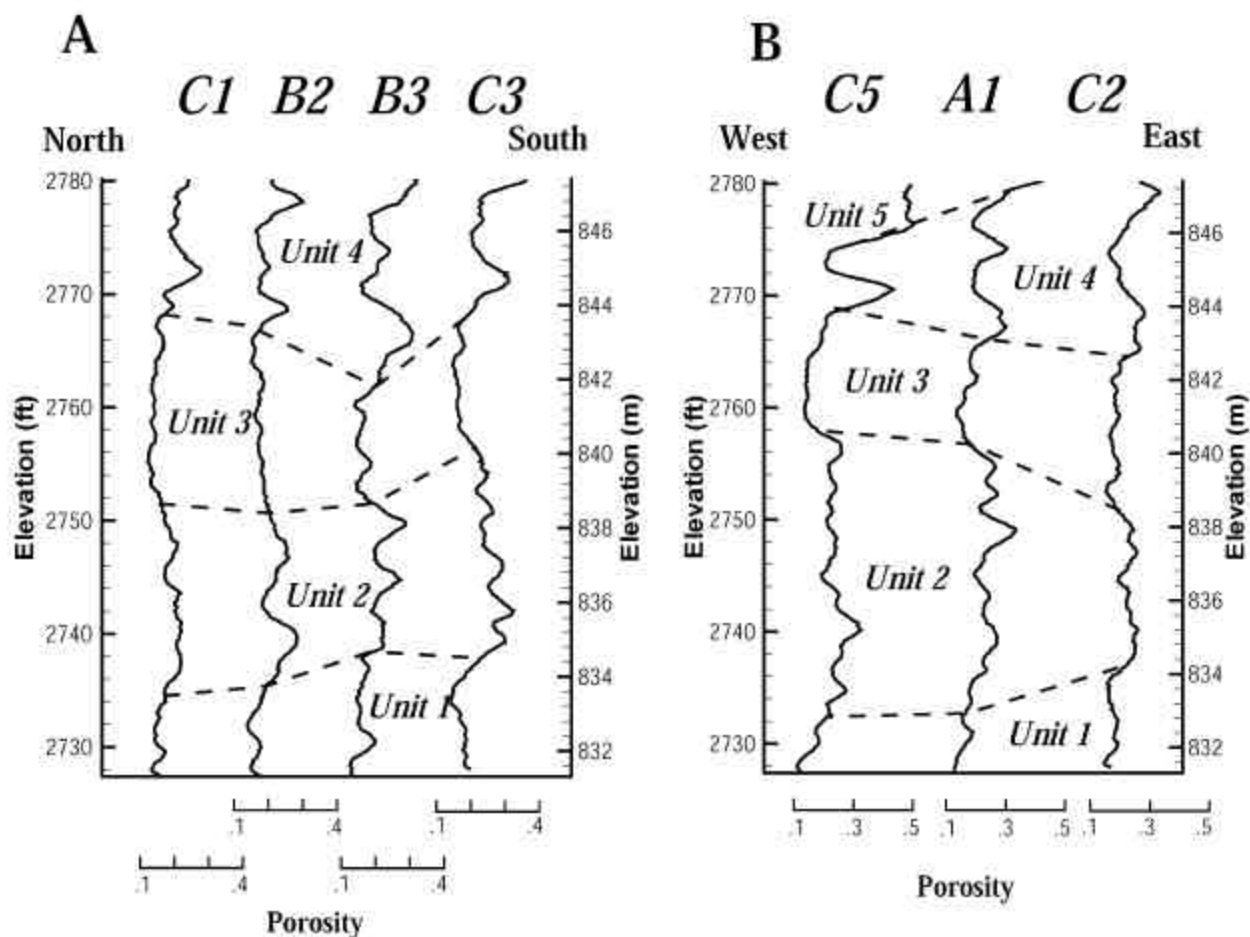 A
C1 B2 B3 C3
North South
2780
2770
2760
2750
2740
2730
Elevation (ft)
846
844
842
840
838
836
834
832
Elevation (m)
Unit 4
Unit 3
Unit 2
Unit 1
.1 .4
.1 .4
.1 .4
.1 .4
Porosity
B
C5 A1 C2
West East
2780
2770
2760
2750
2740
2730
Elevation (ft)
846
844
842
840
838
836
834
832
Elevation (m)
Unit 5
Unit 4
Unit 3
Unit 2
Unit 1
.1 .3 .5
.1 .3 .5
.1 .3 .5
Porosity